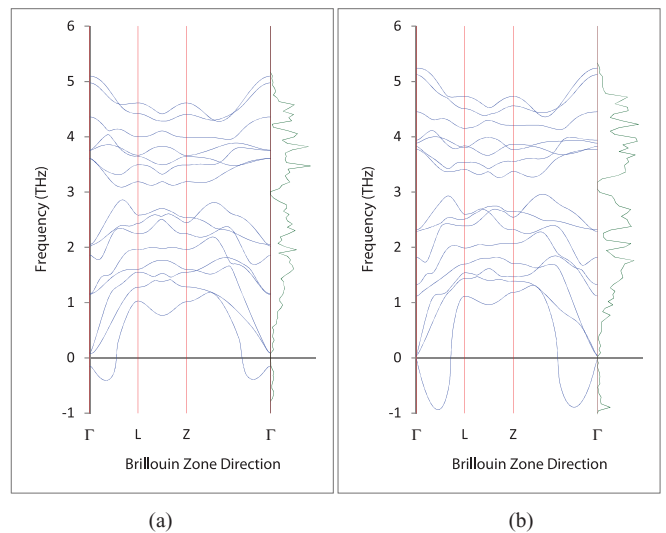 6
5
4
3
2
1
0
-1
Frequency (THz)
Γ L Z Γ
Brillouin Zone Direction
(a)
6
5
4
3
2
1
0
-1
Frequency (THz)
Γ L Z Γ
Brillouin Zone Direction
(b)